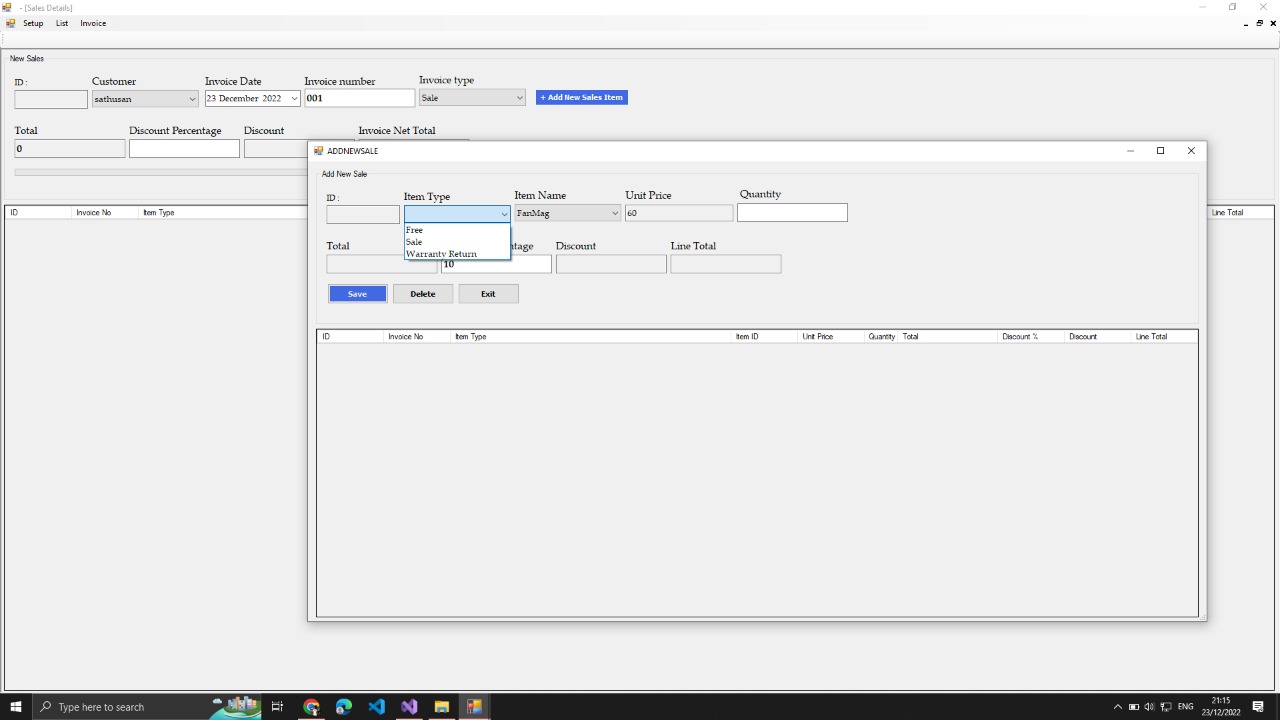 - [Sales Details]
Setup List Invoice
New Sales
ID : Customer Invoice Date Invoice number Invoice type
sathusan 23 December 2022 001 Sale + Add New Sales Item
Total Discount Percentage Discount Invoice Net Total
0
ID Invoice No Item Type Line Total
ADDNEWSALE
Add New Sale
ID : Item Type Item Name Unit Price Quantity
FanMag 60
Free
Sale
Warranty Return
Total tage Discount Line Total
10
Save Delete Exit
ID Invoice No Item Type Item ID Unit Price Quantity Total Discount % Discount Line Total
Type here to search ENG 21:15
23/12/2022